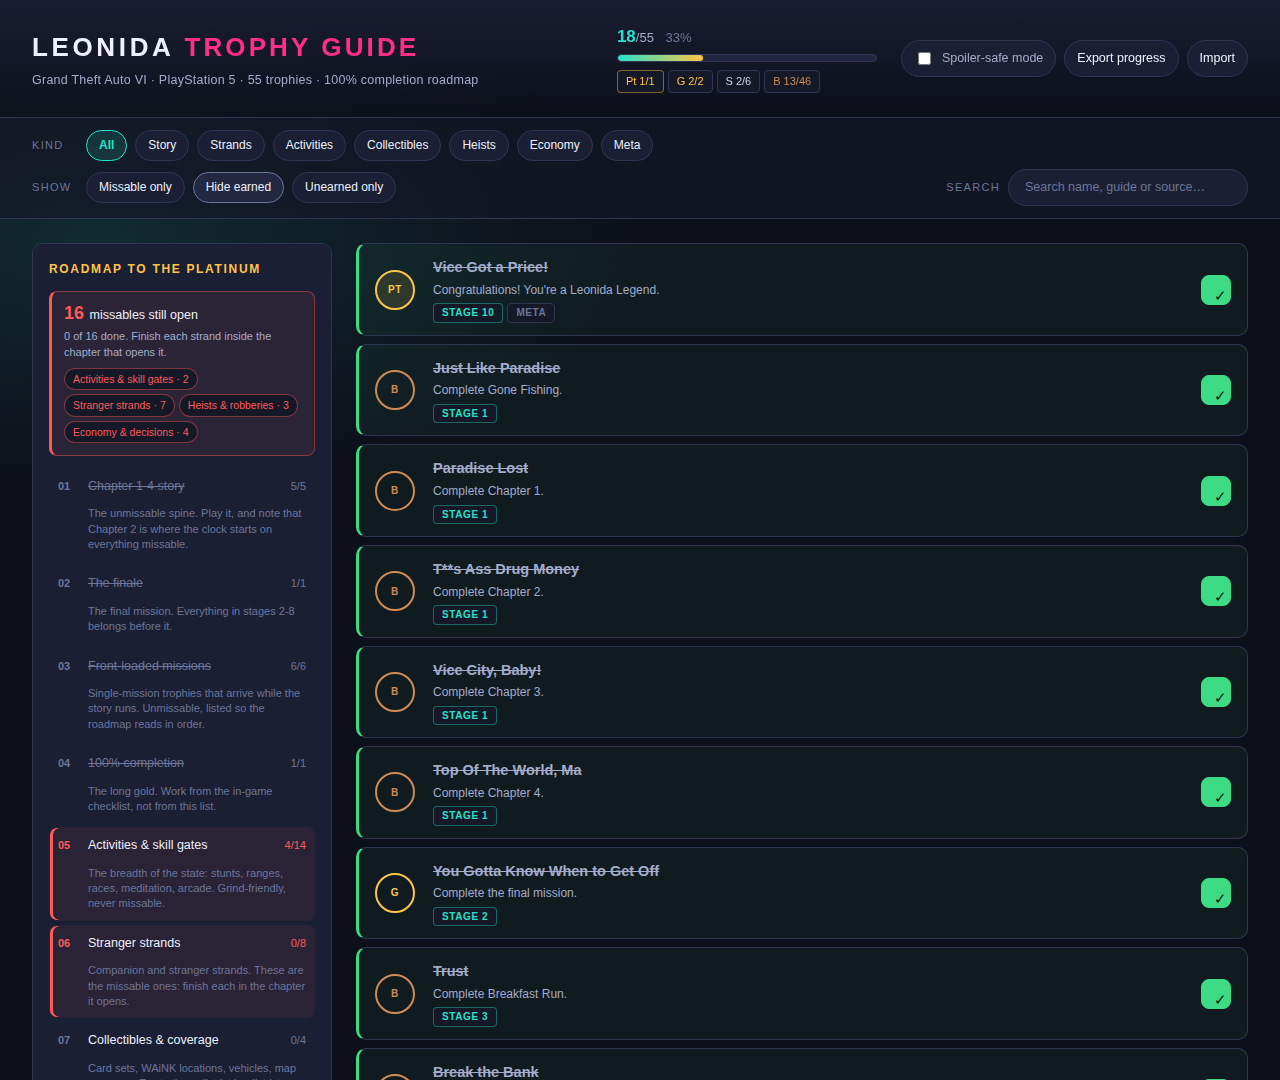 LEONIDA TROPHY GUIDE
Grand Theft Auto VI · PlayStation 5 · 55 trophies · 100% completion roadmap
18/55 33%
Pt 1/1 G 2/2 S 2/6 B 13/46
Spoiler-safe mode
Export progress
Import
KIND All Story Strands Activities Collectibles Heists Economy Meta
SHOW Missable only Hide earned Unearned only
SEARCH Search name, guide or source…
ROADMAP TO THE PLATINUM
16 missables still open
0 of 16 done. Finish each strand inside the
chapter that opens it.
Activities & skill gates · 2
Stranger strands · 7 Heists & robberies · 3
Economy & decisions · 4
01 Chapter 1-4 story 5/5
The unmissable spine. Play it, and note that
Chapter 2 is where the clock starts on
everything missable.
02 The finale 1/1
The final mission. Everything in stages 2-8
belongs before it.
03 Front-loaded missions 6/6
Single-mission trophies that arrive while the
story runs. Unmissable, listed so the
roadmap reads in order.
04 100% completion 1/1
The long gold. Work from the in-game
checklist, not from this list.
05 Activities & skill gates 4/14
The breadth of the state: stunts, ranges,
races, meditation, arcade. Grind-friendly,
never missable.
06 Stranger strands 0/8
Companion and stranger strands. These are
the missable ones: finish each in the chapter
it opens.
07 Collectibles & coverage 0/4
Card sets, WAiNK locations, vehicles, map
PT
Vice Got a Price!
Congratulations! You're a Leonida Legend.
STAGE 10 META
✓
B
Just Like Paradise
Complete Gone Fishing.
STAGE 1
✓
B
Paradise Lost
Complete Chapter 1.
STAGE 1
✓
B
T**s Ass Drug Money
Complete Chapter 2.
STAGE 1
✓
B
Vice City, Baby!
Complete Chapter 3.
STAGE 1
✓
B
Top Of The World, Ma
Complete Chapter 4.
STAGE 1
✓
G
You Gotta Know When to Get Off
Complete the final mission.
STAGE 2
✓
B
Trust
Complete Breakfast Run.
STAGE 3
✓
Break the Bank